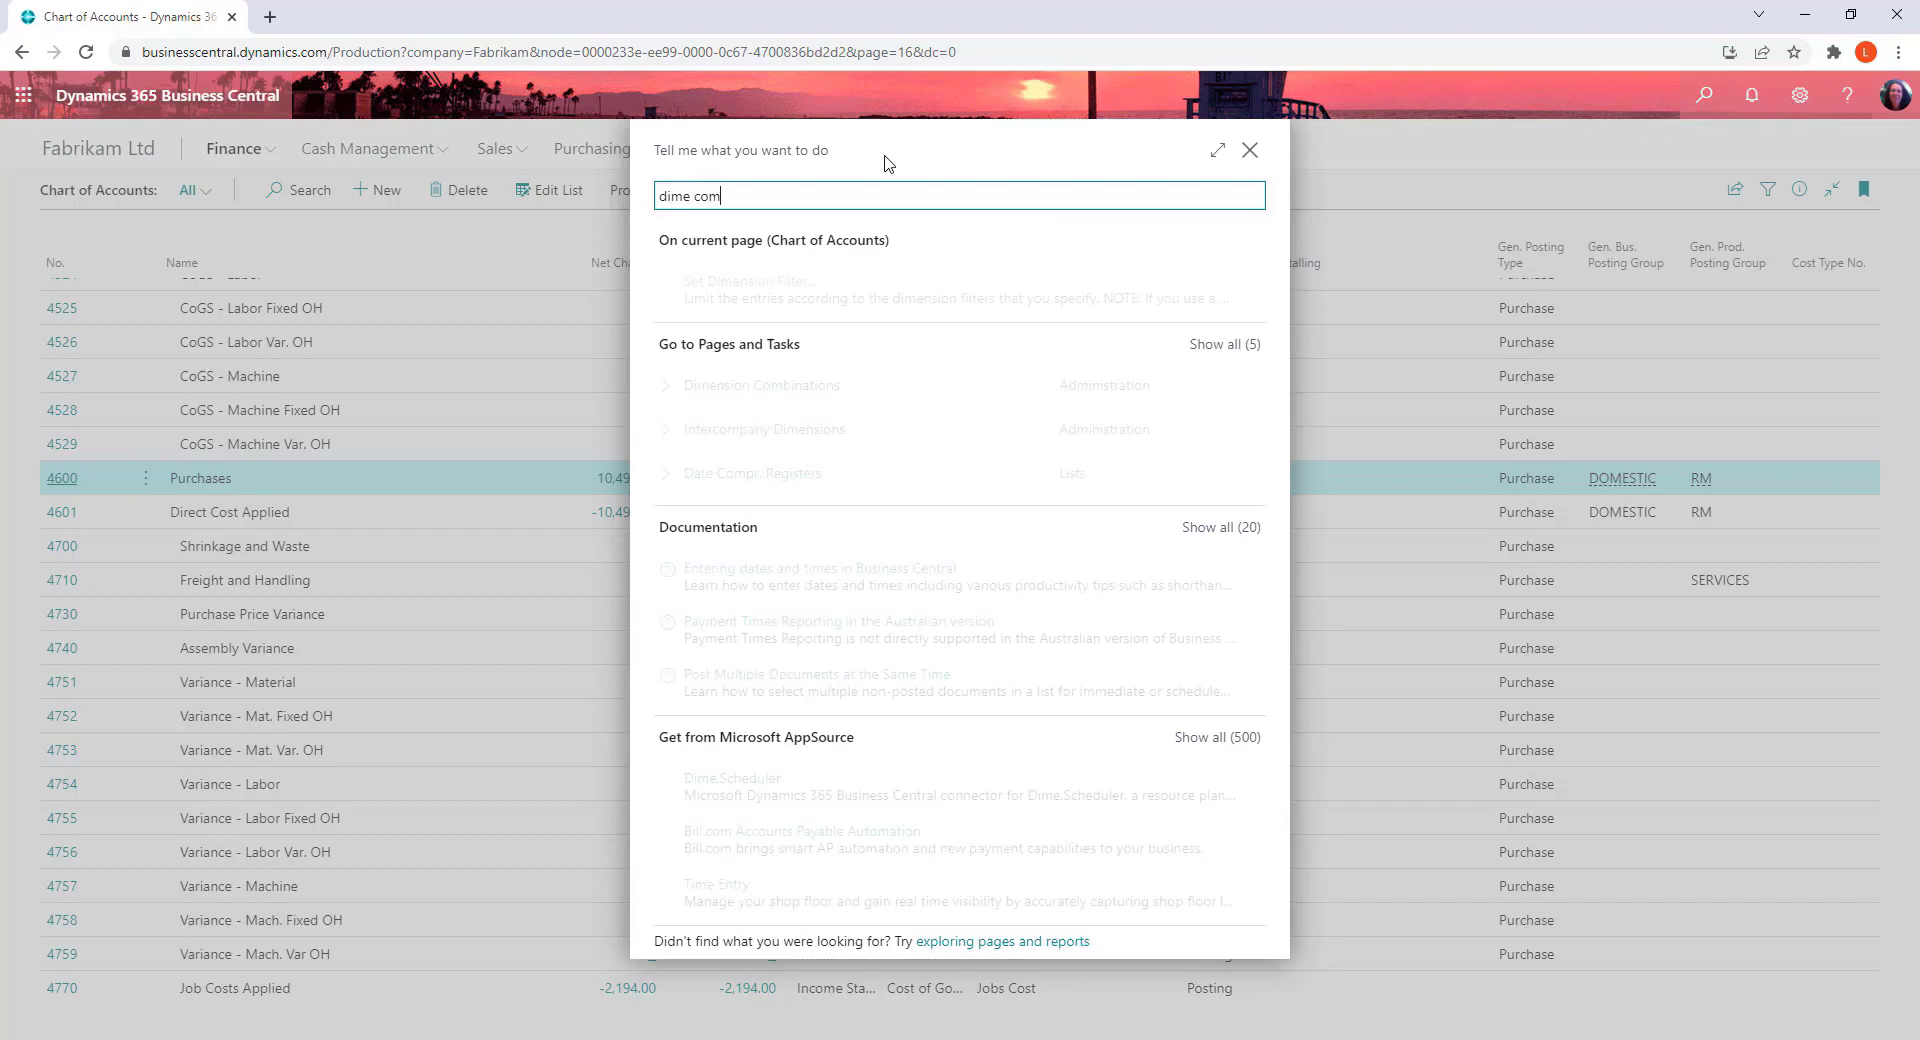 Chart of Accounts - Dynamics 36
businesscentral.dynamics.com/Production?company=Fabrikam&node=0000233e-ee99-0000-0c67-4700836bd2d2&page=16&dc=0
L
Dynamics 365 Business Central
Fabrikam Ltd Finance Cash Management Sales Purchasing
Chart of Accounts: All Search New Delete Edit List Pro
No. Name Net Cha
Gen. Posting Type
Gen. Bus. Posting Group
Gen. Prod. Posting Group
Cost Type No.
4525 CoGS - Labor Fixed OH Purchase
4526 CoGS - Labor Var. OH Purchase
4527 CoGS - Machine Purchase
4528 CoGS - Machine Fixed OH Purchase
4529 CoGS - Machine Var. OH Purchase
4600 Purchases 10,49 Purchase DOMESTIC RM
4601 Direct Cost Applied -10,49 Purchase DOMESTIC RM
4700 Shrinkage and Waste Purchase
4710 Freight and Handling Purchase SERVICES
4730 Purchase Price Variance Purchase
4740 Assembly Variance Purchase
4751 Variance - Material Purchase
4752 Variance - Mat. Fixed OH Purchase
4753 Variance - Mat. Var. OH Purchase
4754 Variance - Labor Purchase
4755 Variance - Labor Fixed OH Purchase
4756 Variance - Labor Var. OH Purchase
4757 Variance - Machine Purchase
4758 Variance - Mach. Fixed OH Purchase
4759 Variance - Mach. Var OH Purchase
4770 Job Costs Applied -2,194.00 -2,194.00 Income Sta... Cost of Go... Jobs Cost Posting
Tell me what you want to do
dime com
On current page (Chart of Accounts)
Set Dimension Filter...
Limit the entries according to the dimension filters that you specify. NOTE: If you use a ...
Go to Pages and Tasks Show all (5)
Dimension Combinations Administration
Intercompany Dimensions Administration
Date Compr. Registers Lists
Documentation Show all (20)
Entering dates and times in Business Central
Learn how to enter dates and times including various productivity tips such as shorthan...
Payment Times Reporting in the Australian version
Payment Times Reporting is not directly supported in the Australian version of Business ...
Post Multiple Documents at the Same Time
Learn how to select multiple non-posted documents in a list for immediate or schedule...
Get from Microsoft AppSource Show all (500)
Dime.Scheduler
Microsoft Dynamics 365 Business Central connector for Dime.Scheduler. a resource plan...
Bill.com Accounts Payable Automation
Bill.com brings smart AP automation and new payment capabilities to your business.
Time Entry
Manage your shop floor and gain real time visibility by accurately capturing shop floor l...
Didn't find what you were looking for? Try exploring pages and reports